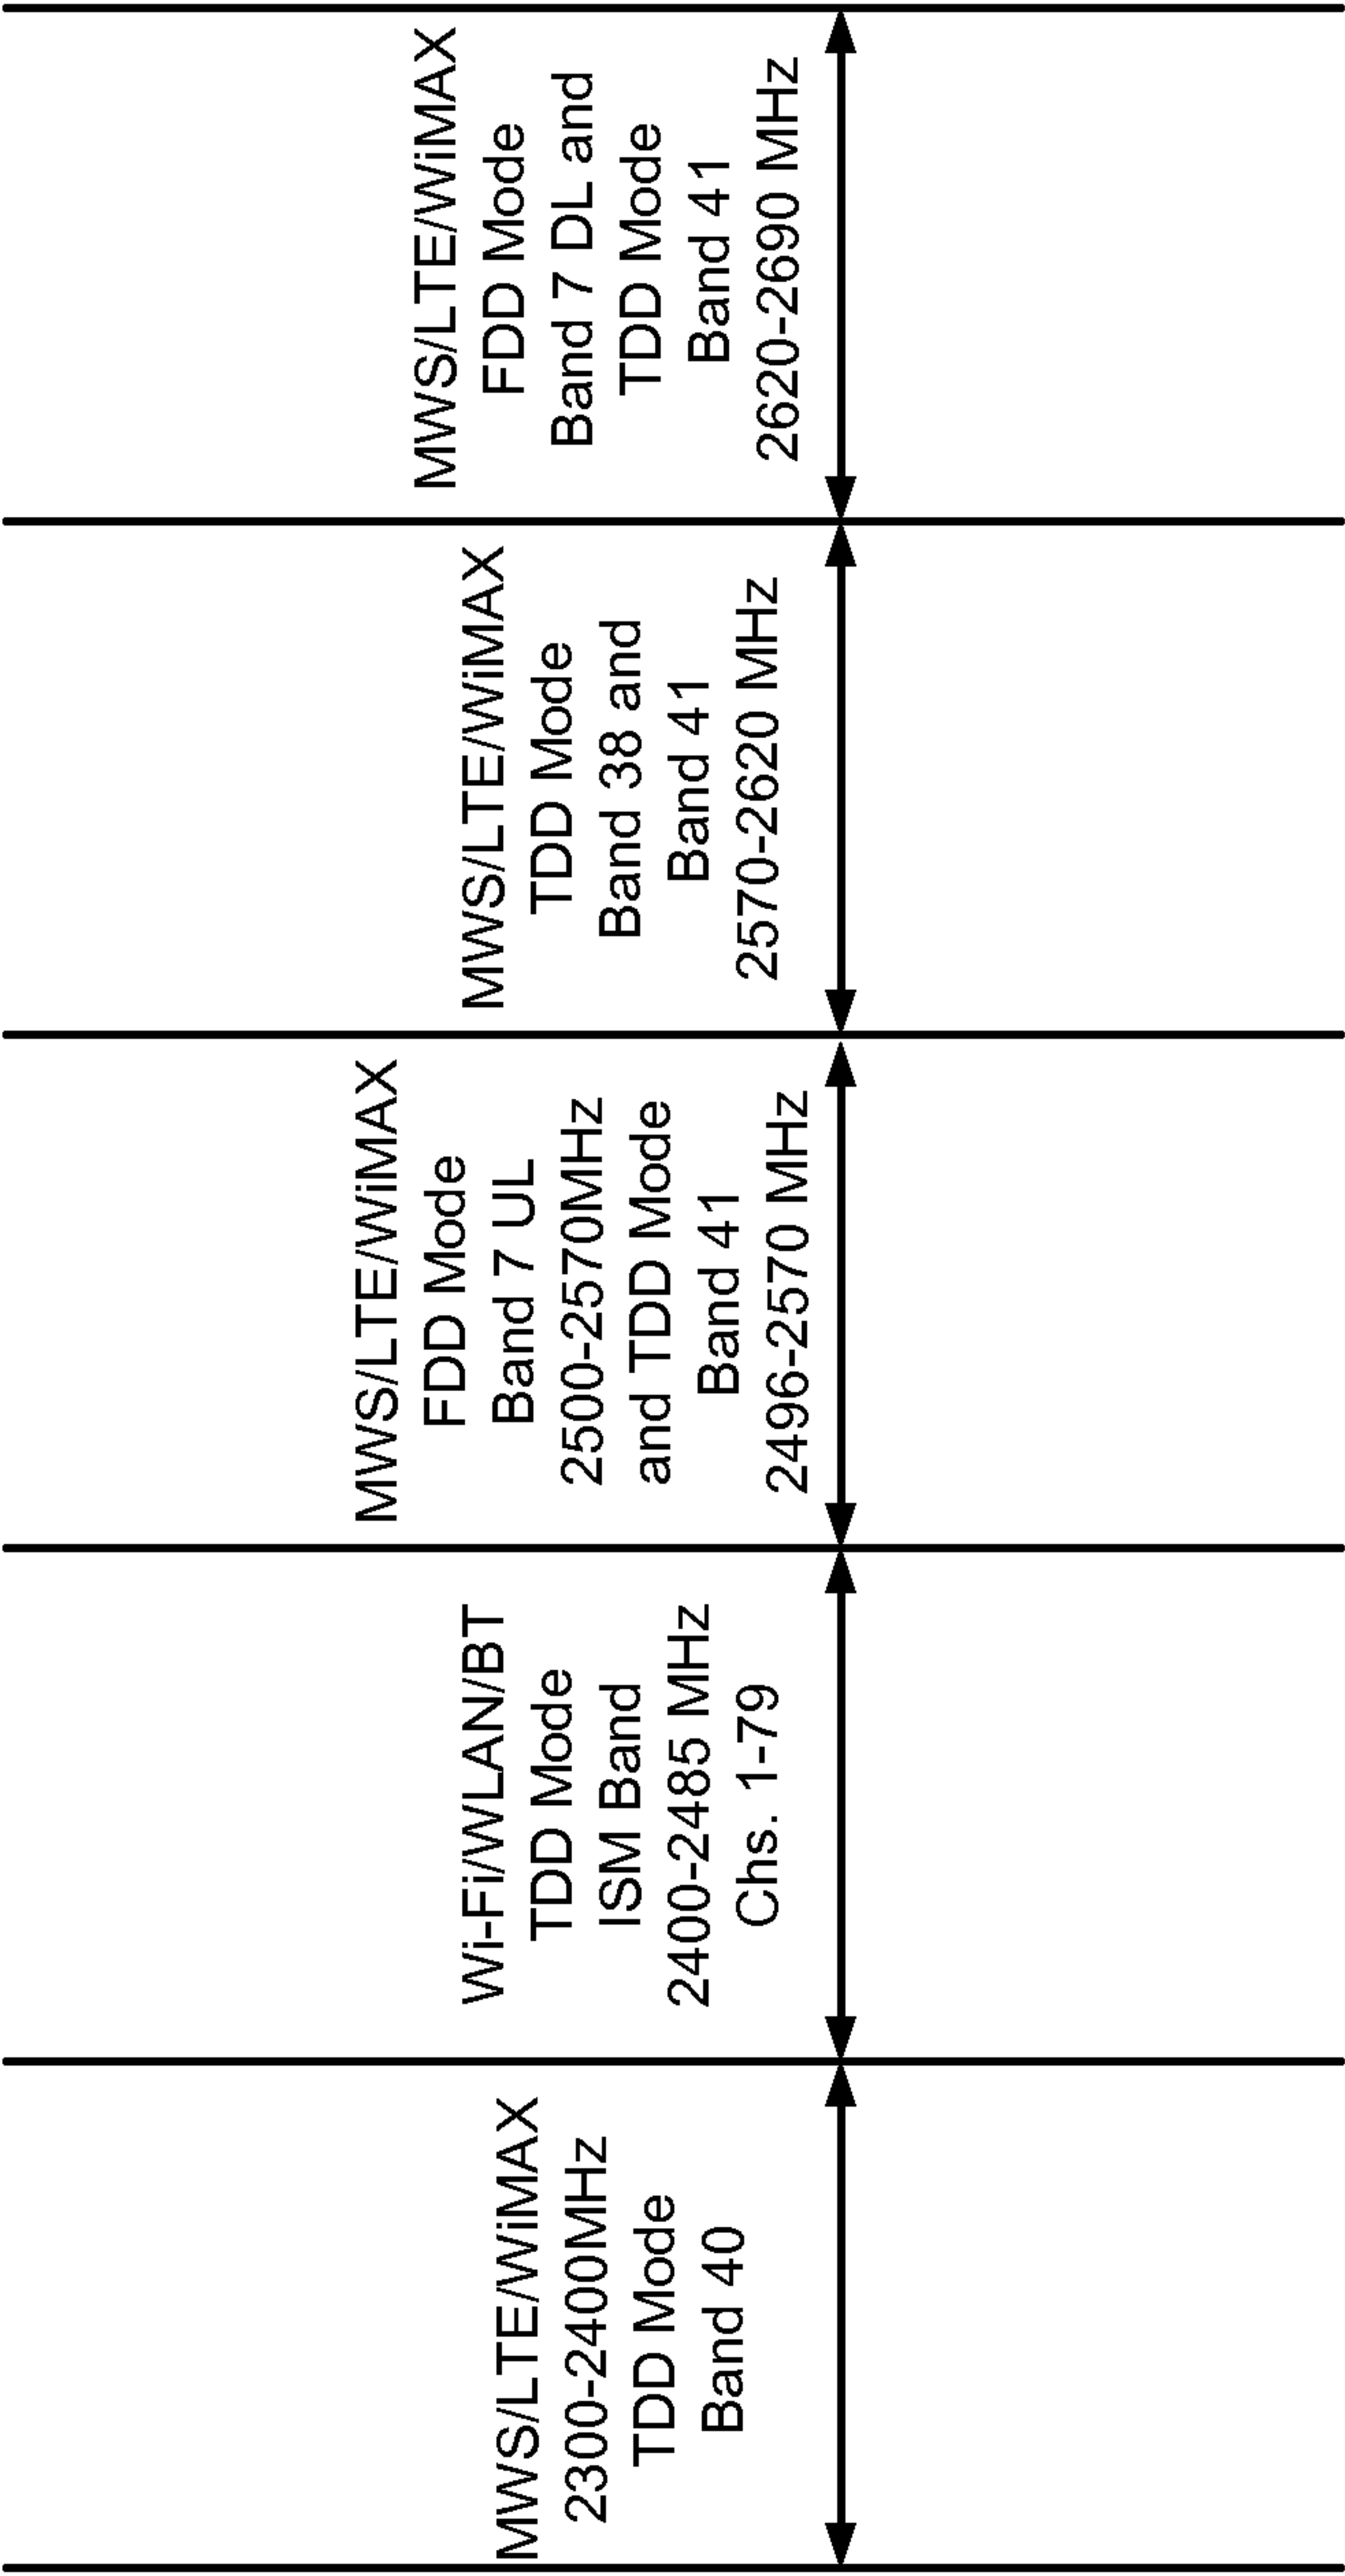 MWS/LTE/WiMAX
2300-2400MHz
TDD Mode
Band 40
Wi-Fi/WLAN/BT
TDD Mode
ISM Band
2400-2485 MHz
Chs. 1-79
MWS/LTE/WiMAX
FDD Mode
Band 7 UL
2500-2570MHz
and TDD Mode
Band 41
2496-2570 MHz
MWS/LTE/WiMAX
TDD Mode
Band 38 and
Band 41
2570-2620 MHz
MWS/LTE/WiMAX
FDD Mode
Band 7 DL and
TDD Mode
Band 41
2620-2690 MHz